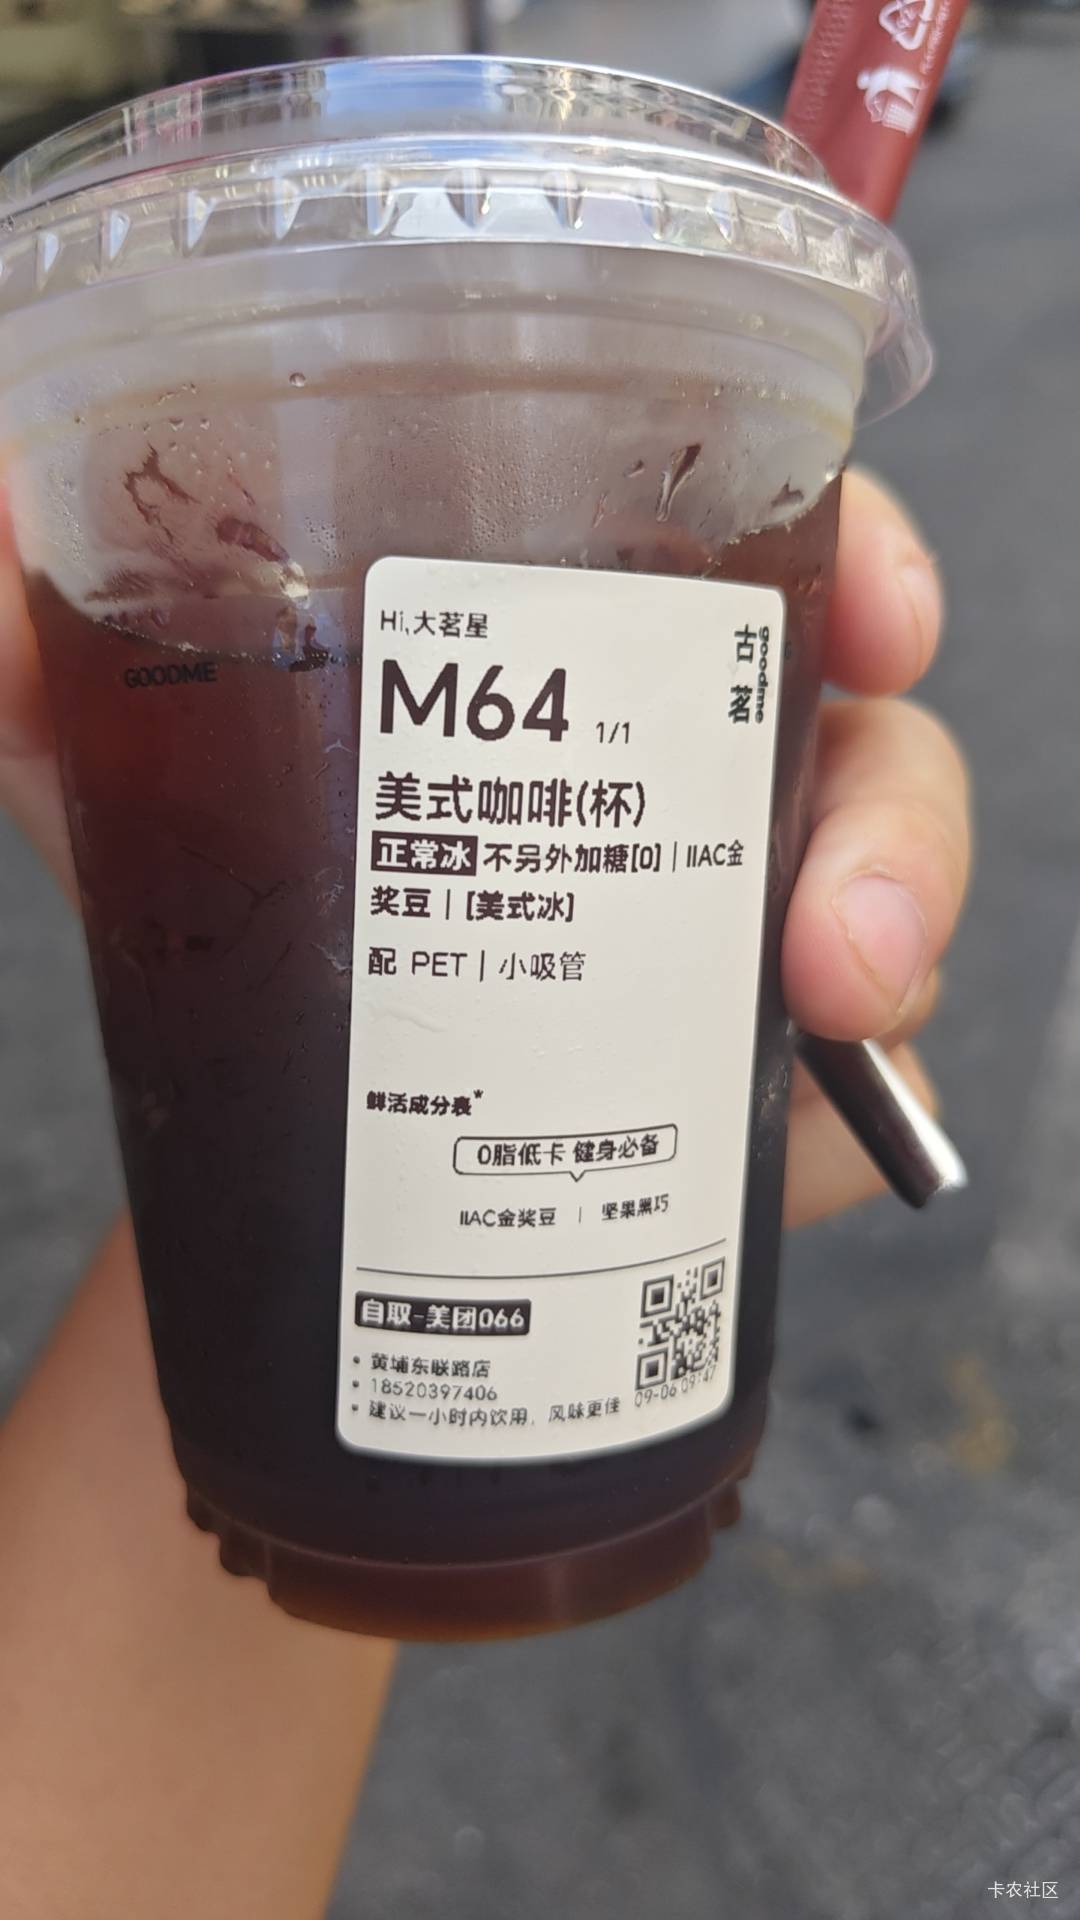 GOODME
Hi,大茗星
古茗
goodme
M64 1/1
美式咖啡(杯)
正常冰 不另外加糖[0] | IIAC金
奖豆 | [美式冰]
配 PET | 小吸管
鲜活成分表*
0脂低卡 健身必备
IIAC金奖豆 | 坚果黑巧
自取-美团066
• 黄埔东联路店
• 18520397406
• 建议一小时内饮用，风味更佳
09-06 09:47
卡农社区